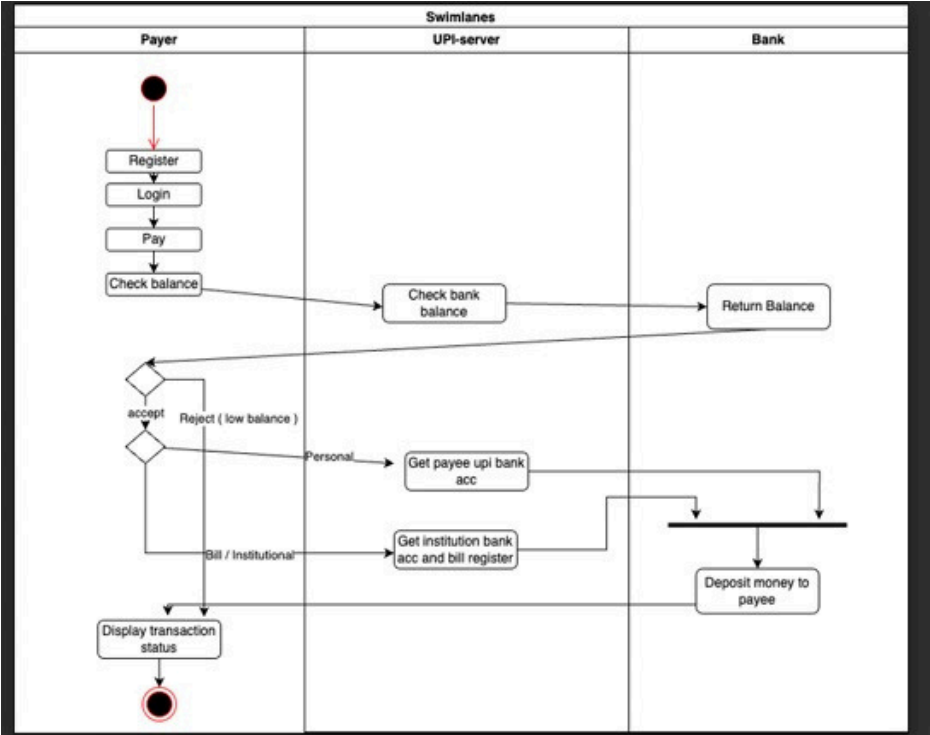 Swimlanes
Payer
UPI-server
Bank
Register
Login
Pay
Check balance
Check bank
balance
Return Balance
accept
Reject ( low balance )
Personal
Get payee upi bank
acc
Bill / Institutional
Get institution bank
acc and bill register
Deposit money to
payee
Display transaction
status